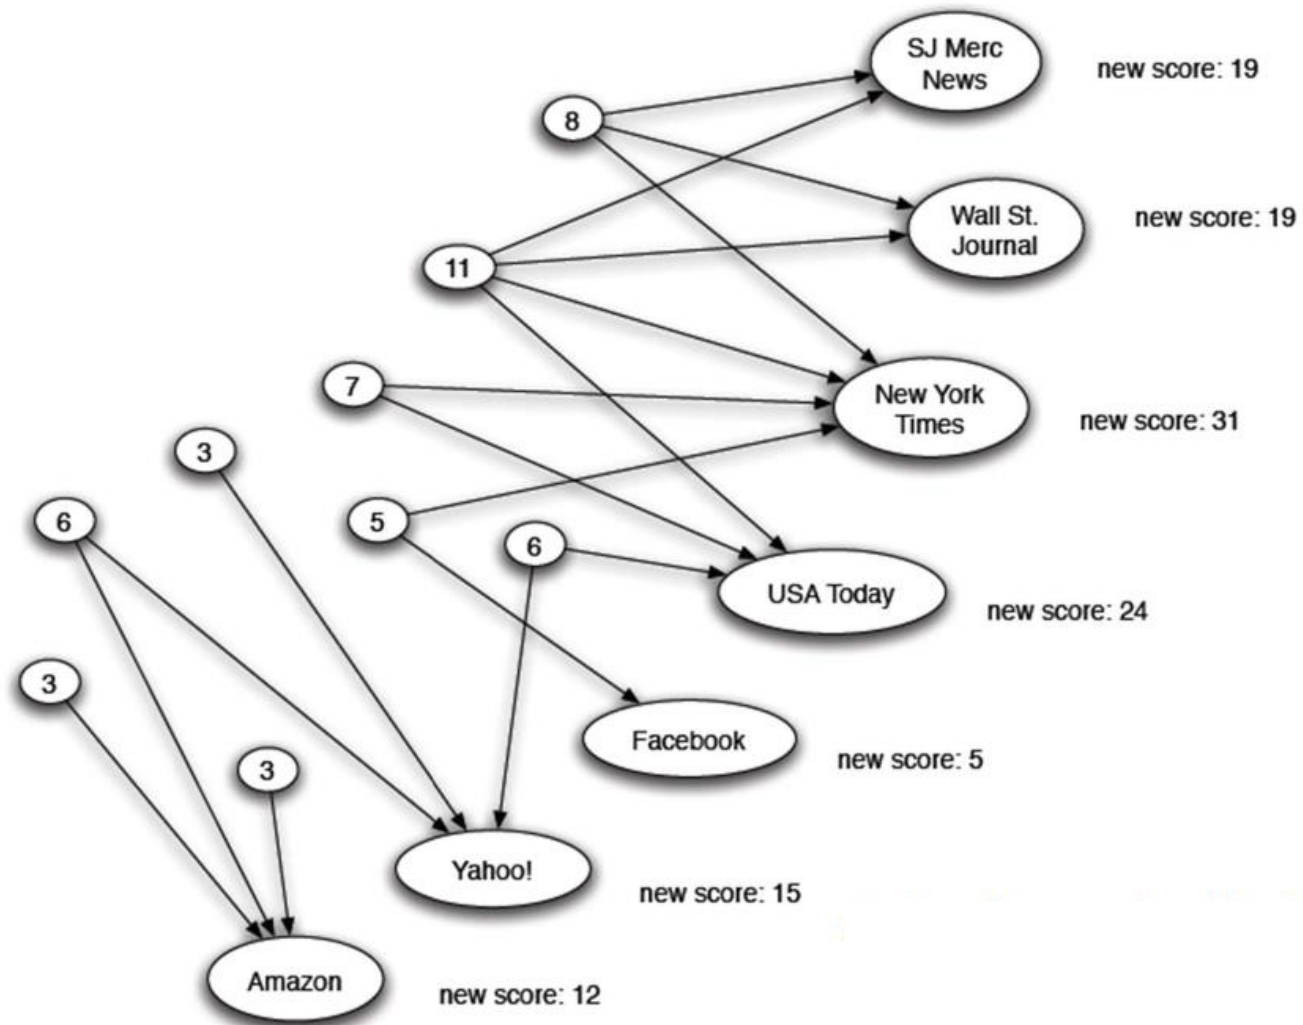 SJ Merc
News
new score: 19
8
Wall St.
Journal
new score: 19
11
7
New York
Times
new score: 31
3
6
5
6
USA Today
new score: 24
3
Facebook
new score: 5
3
Yahoo!
new score: 15
Amazon
new score: 12